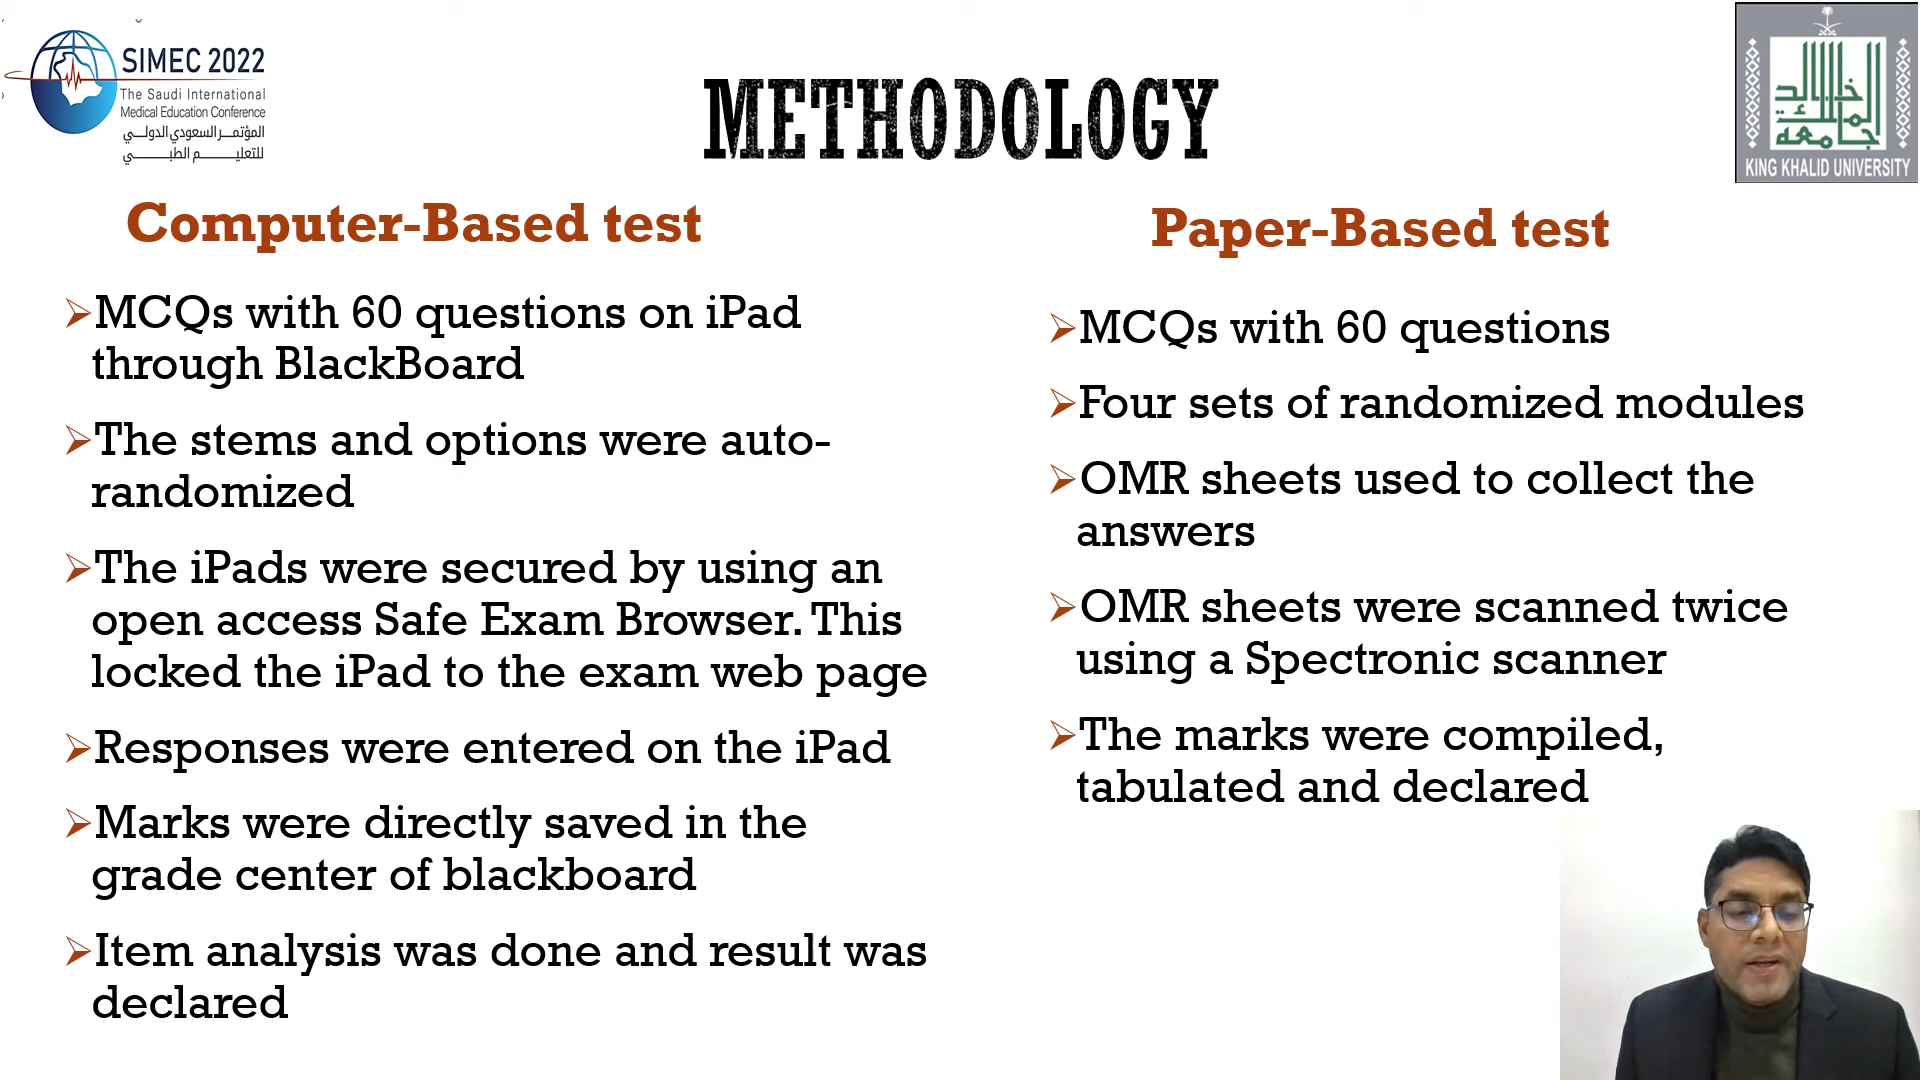 SIMEC 2022
The Saudi International
Medical Education Conference
المؤتمر السعودي الدولي
للتعليم الطبي
METHODOLOGY
جامعة الملك خالد
KING KHALID UNIVERSITY
Computer-Based test
MCQs with 60 questions on iPad
through BlackBoard
The stems and options were auto-
randomized
The iPads were secured by using an
open access Safe Exam Browser. This
locked the iPad to the exam web page
Responses were entered on the iPad
Marks were directly saved in the
grade center of blackboard
Item analysis was done and result was
declared
Paper-Based test
MCQs with 60 questions
Four sets of randomized modules
OMR sheets used to collect the
answers
OMR sheets were scanned twice
using a Spectronic scanner
The marks were compiled,
tabulated and declared